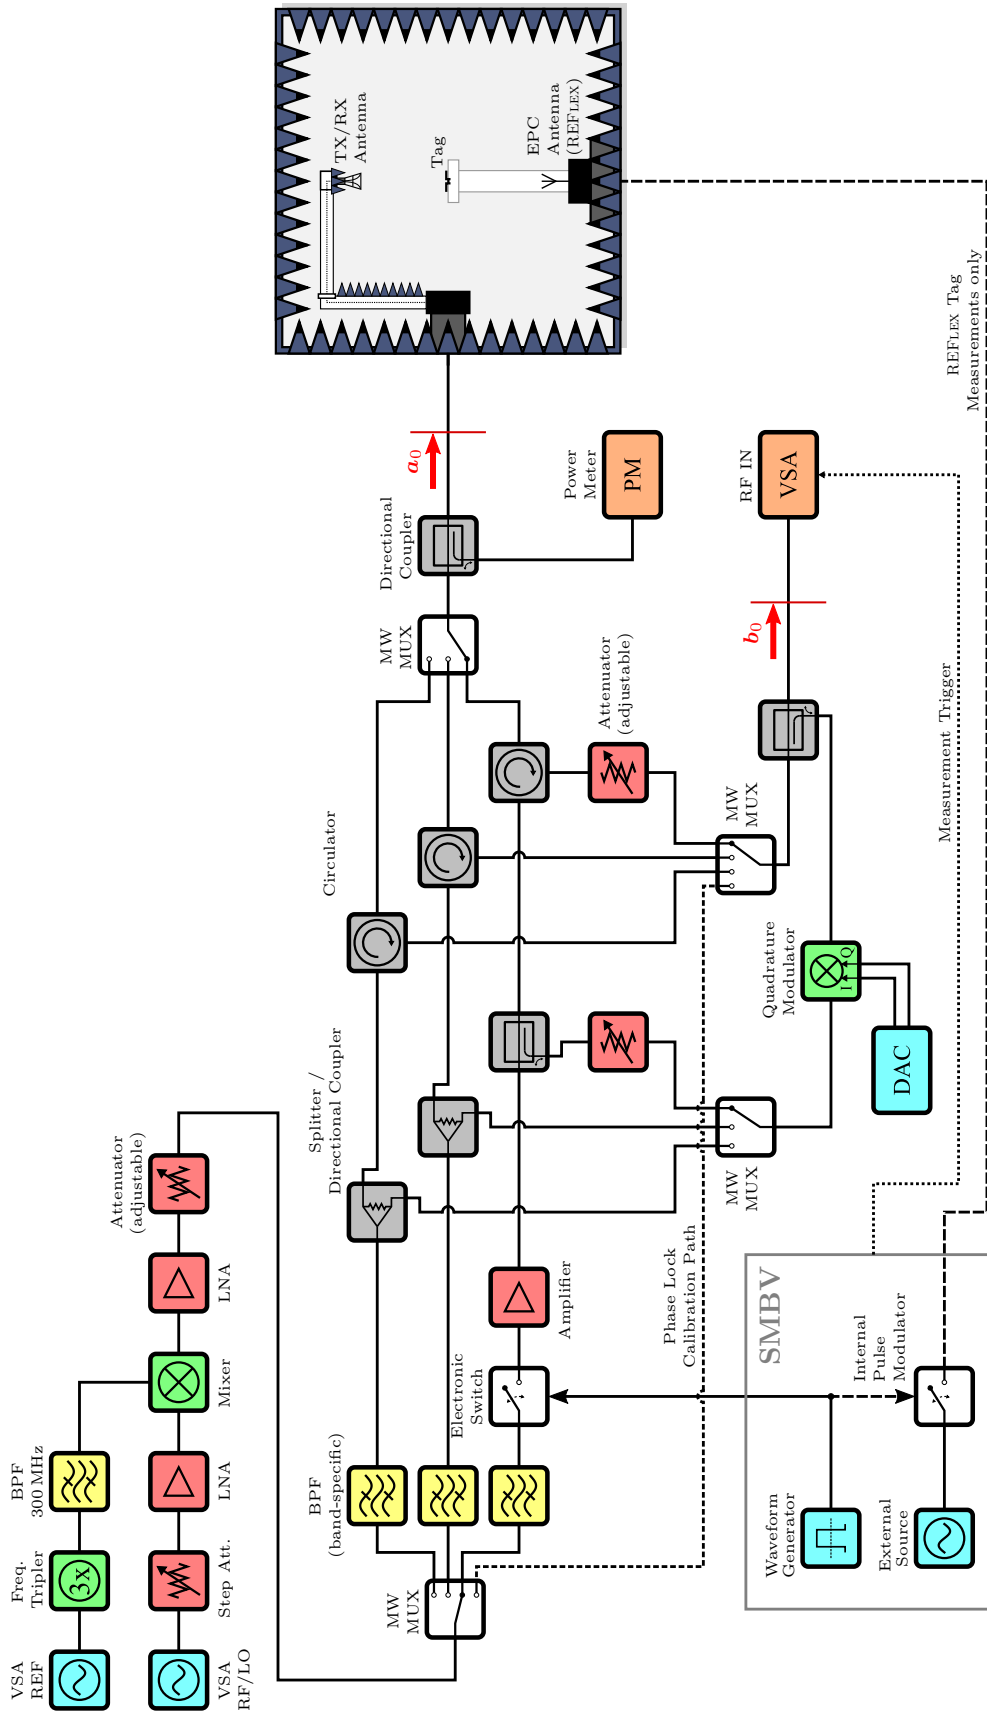 VSA
REF
Freq.
Tripler
3x
BPF
300 MHz
VSA
RF/LO
Step Att.
LNA
Mixer
LNA
Attenuator
(adjustable)
MW
MUX
BPF
(band-specific)
Electronic
Switch
Amplifier
Splitter /
Directional Coupler
Circulator
MW
MUX
Directional
Coupler
a0
TX/RX
Antenna
Tag
EPC
Antenna
(REFlex)
Power
Meter
PM
Attenuator
(adjustable)
RF IN
VSA
b0
MW
MUX
MW
MUX
Quadrature
Modulator
I
Q
DAC
Phase Lock
Calibration Path
Measurement Trigger
REFlex Tag
Measurements only
SMBV
Waveform
Generator
External
Source
Internal
Pulse
Modulator